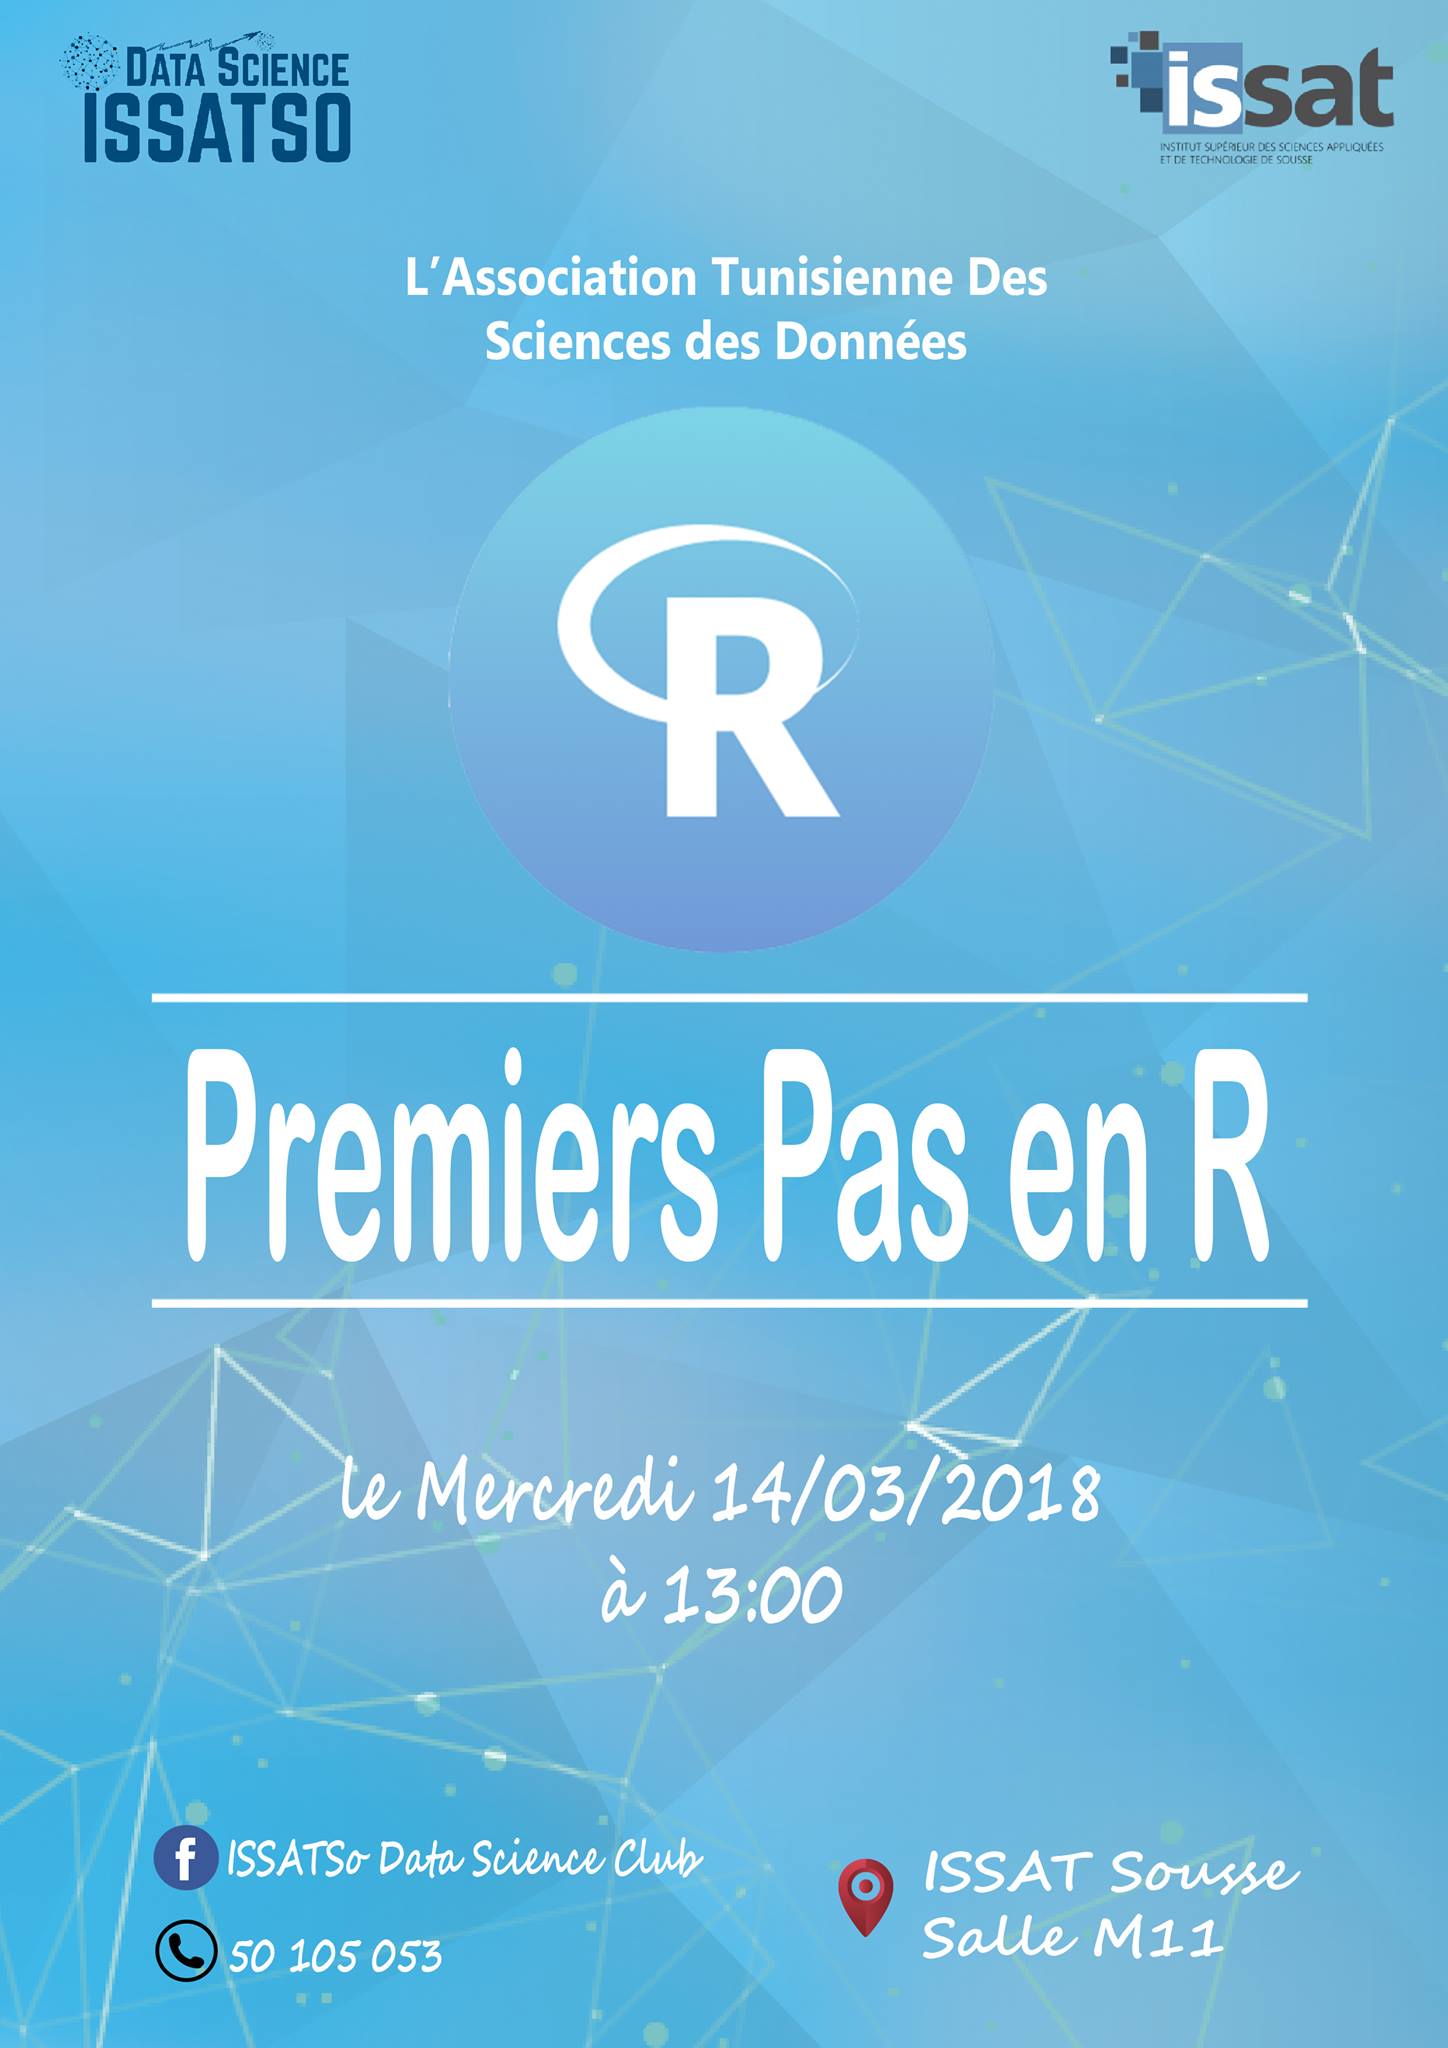 DATA SCIENCE
ISSATSO
issat
INSTITUT SUPÉRIEUR DES SCIENCES APPLIQUÉES
ET DE TECHNOLOGIE DE SOUSSE
L'Association Tunisienne Des
Sciences des Données
R
Premiers Pas en R
le Mercredi 14/03/2018
à 13:00
f ISSATSo Data Science Club
50 105 053
ISSAT Sousse
Salle M11